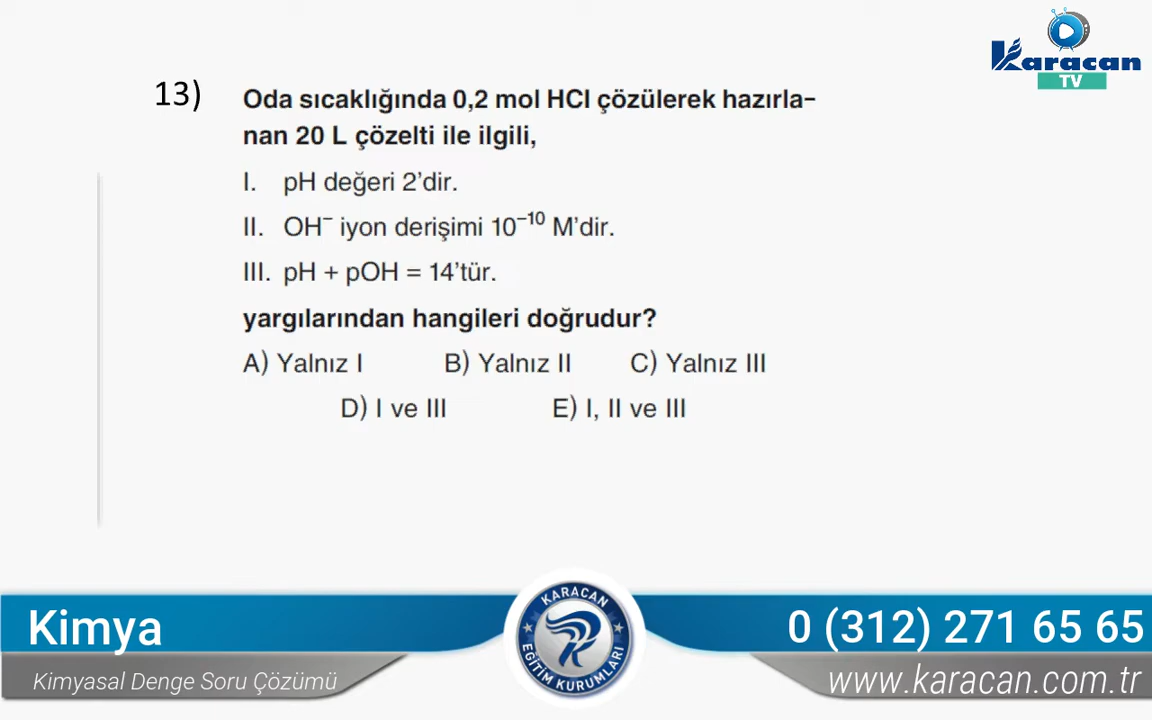 Karacan
TV
13)
Oda sıcaklığında 0,2 mol HCl çözülerek hazırla-
nan 20 L çözelti ile ilgili,
I. pH değeri 2'dir.
II. OH⁻ iyon derişimi 10⁻¹⁰ M'dir.
III. pH + pOH = 14'tür.
yargılarından hangileri doğrudur?
A) Yalnız I B) Yalnız II C) Yalnız III
D) I ve III E) I, II ve III
Kimya
Kimyasal Denge Soru Çözümü
KARACAN
EĞİTİM KURUMLARI
0 (312) 271 65 65
www.karacan.com.tr